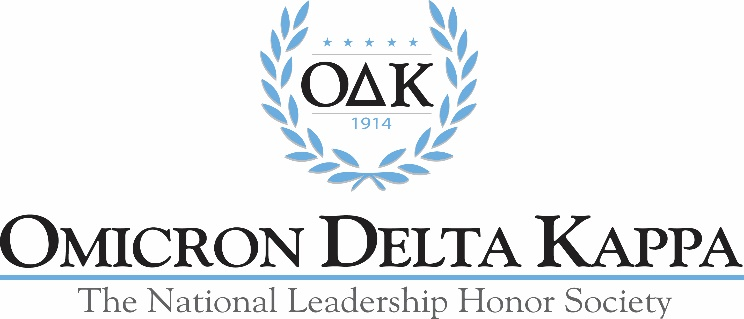 ΟΔΚ
1914
OMICRON DELTA KAPPA
The National Leadership Honor Society